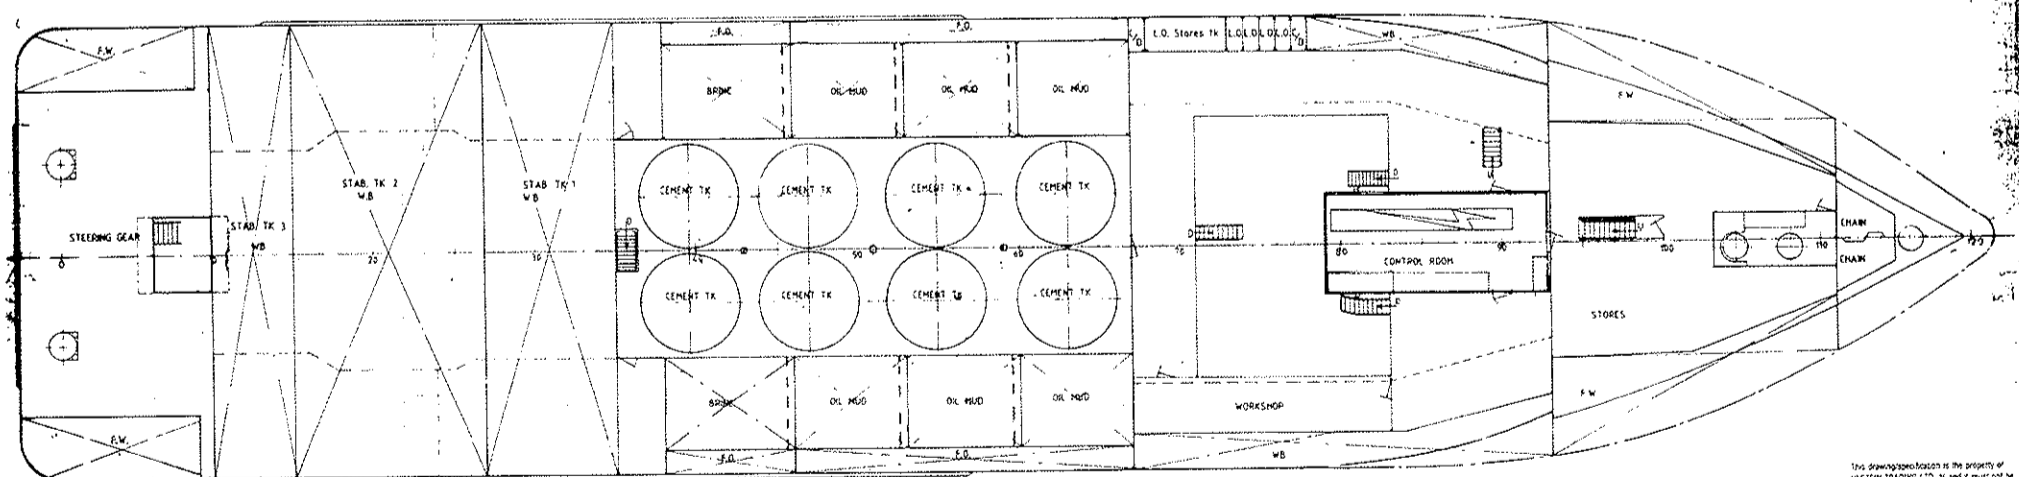 F.W.
F.O.
F.O.
C/D
L.O. Stores tk
L.O
L.O
L.O
L.O
C/D
WB
BRINE
OIL MUD
OIL MUD
OIL MUD
F.W
STAB. TK 2
W.B
STAB TK 1
WB
CEMENT TK
CEMENT TK
CEMENT TK
CEMENT TK
D
U
STEERING GEAR
STAB. TK 3
WB
0
20
30
50
60
D
70
80
90
CONTROL ROOM
U
100
110
120
CHAIN
CHAIN
CEMENT TK
CEMENT TK
CEMENT TK
CEMENT TK
D
STORES
BRINE
OIL MUD
OIL MUD
OIL MUD
WORKSHOP
F.W
F.W.
F.O.
F.O.
WB
This drawing/specification is the property of